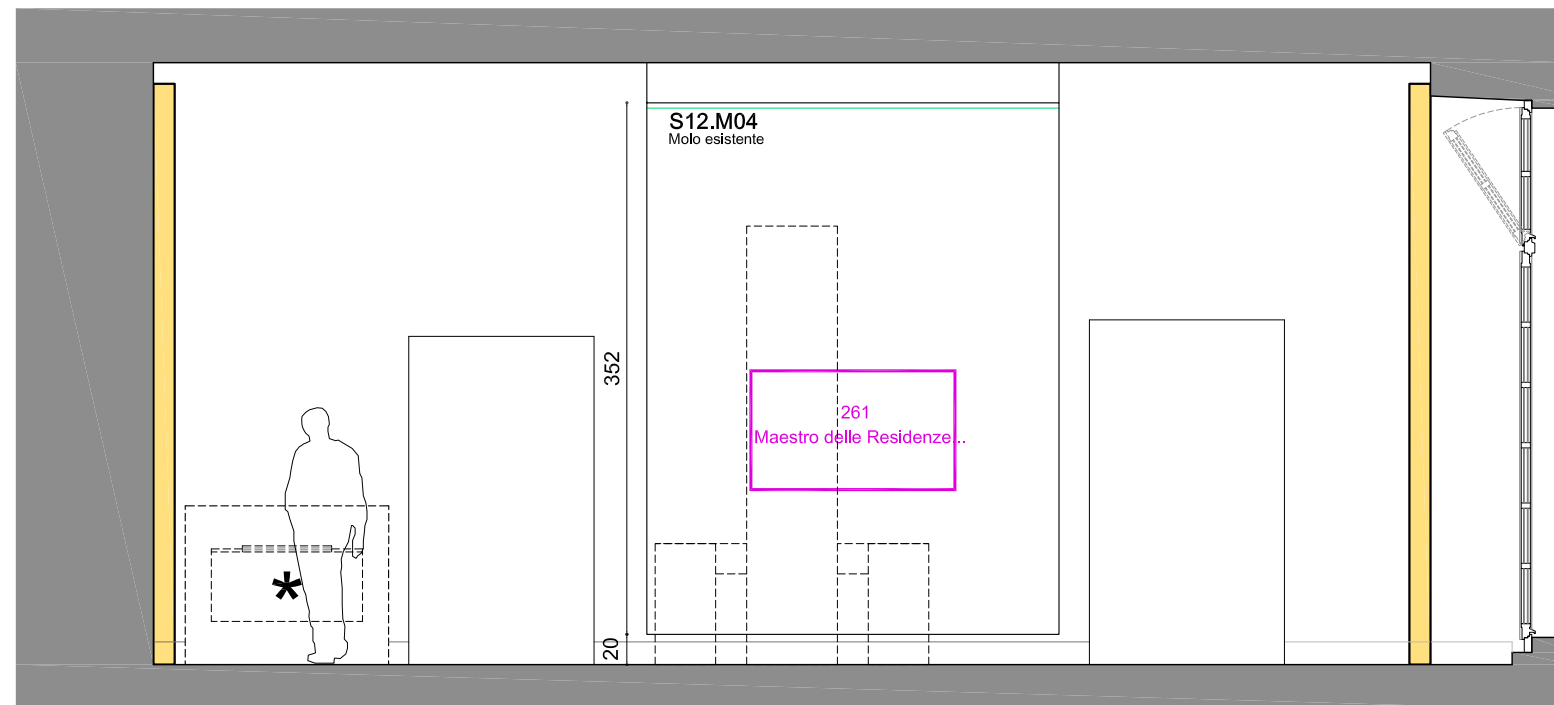 S12.M04
Molo esistente
352
261
Maestro delle Residenze...
*
20